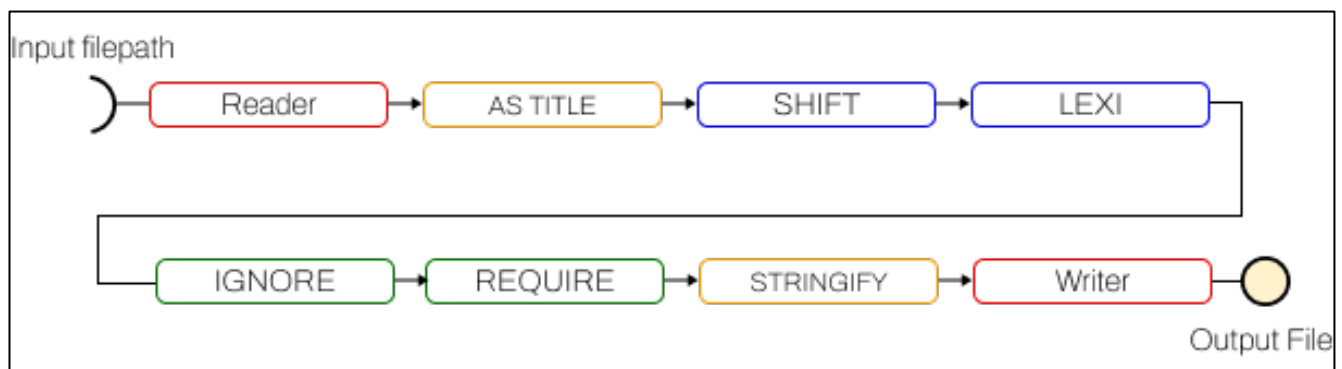 Input filepath
Reader AS TITLE SHIFT LEXI
IGNORE REQUIRE STRINGIFY Writer
Output File